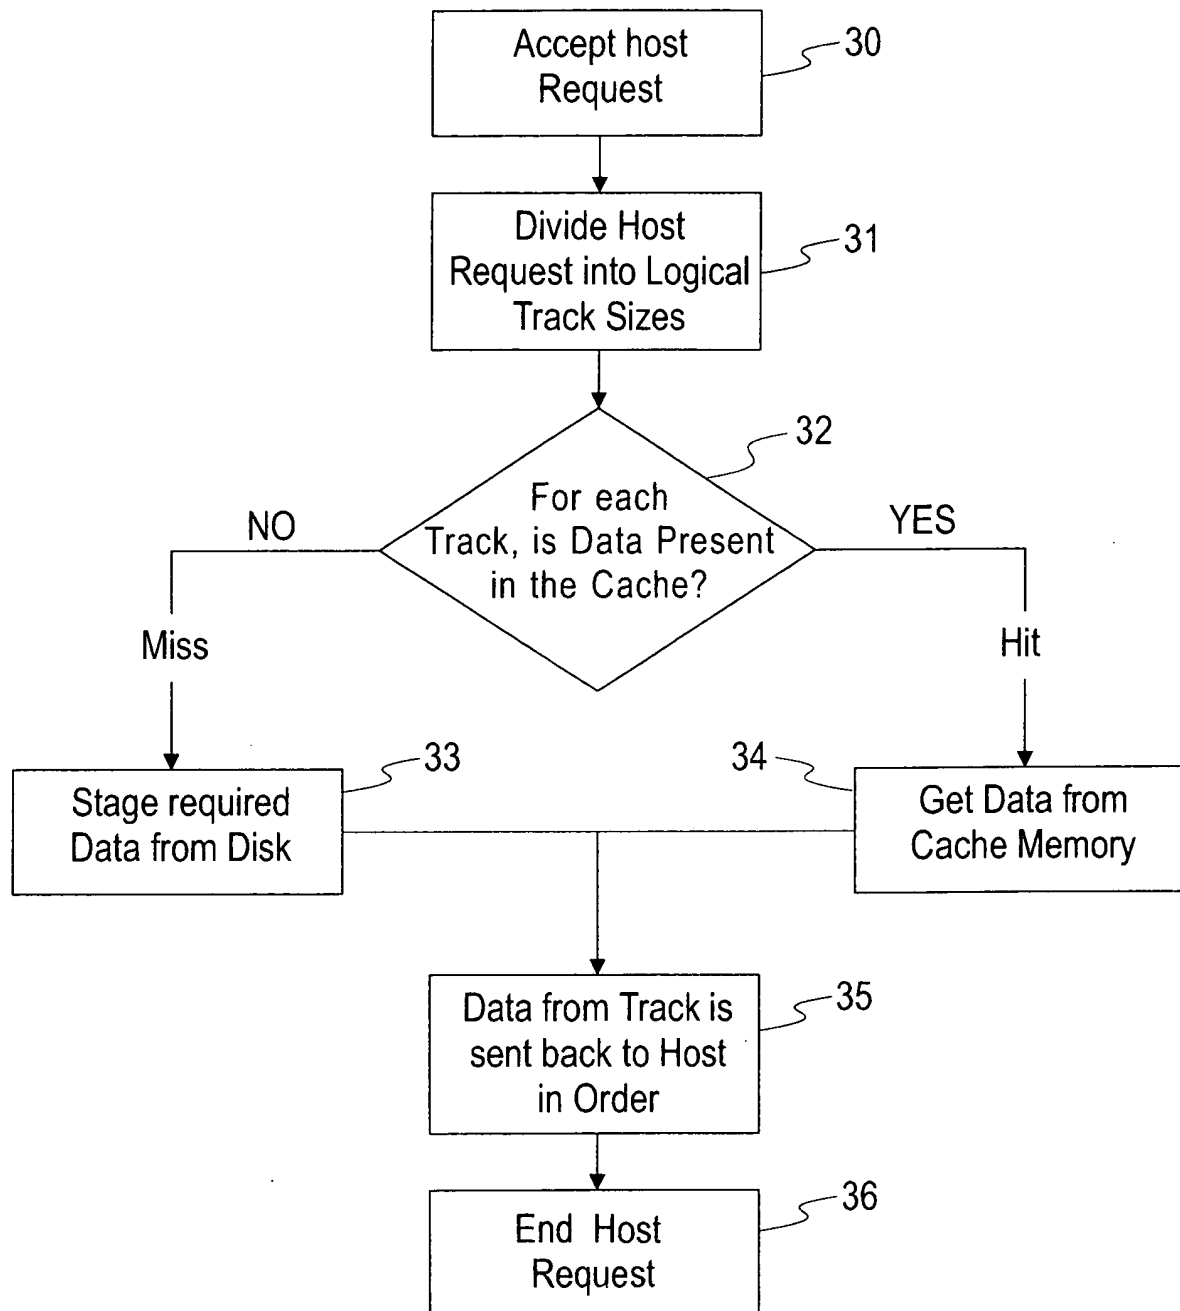 Accept host
Request
30
Divide Host
Request into Logical
Track Sizes
31
32
For each
Track, is Data Present
in the Cache?
NO
YES
Miss
Hit
33
Stage required
Data from Disk
34
Get Data from
Cache Memory
35
Data from Track is
sent back to Host
in Order
36
End Host
Request